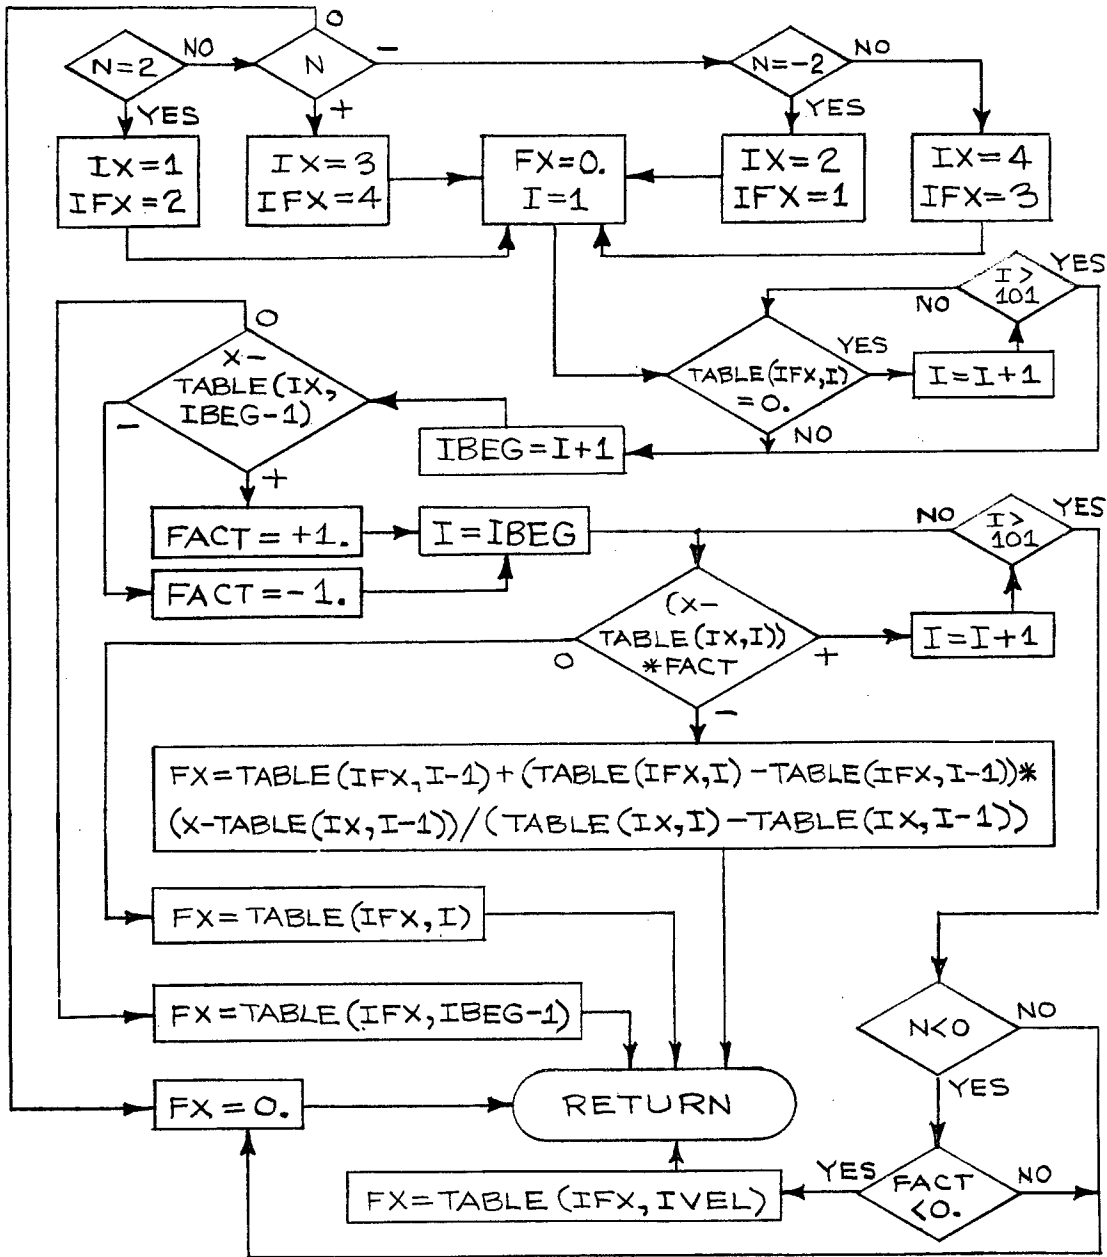 O
N=2
NO
N
−
N=-2
NO
YES
+
YES
IX=1
IFX=2
IX=3
IFX=4
FX=0.
I=1
IX=2
IFX=1
IX=4
IFX=3
I>
101
YES
NO
O
X-
TABLE(IX,
IBEG-1)
−
+
TABLE(IFX,I)
=0.
YES
I=I+1
NO
IBEG=I+1
FACT=+1.
I=IBEG
NO
I>
101
YES
FACT=-1.
(X-
TABLE(IX,I))
*FACT
O
+
I=I+1
−
FX=TABLE(IFX,I-1)+(TABLE(IFX,I)-TABLE(IFX,I-1))*
(X-TABLE(IX,I-1))/(TABLE(IX,I)-TABLE(IX,I-1))
FX=TABLE(IFX,I)
FX=TABLE(IFX,IBEG-1)
N<0
NO
YES
FX=0.
RETURN
FX=TABLE(IFX,IVEL)
YES
FACT
<0.
NO